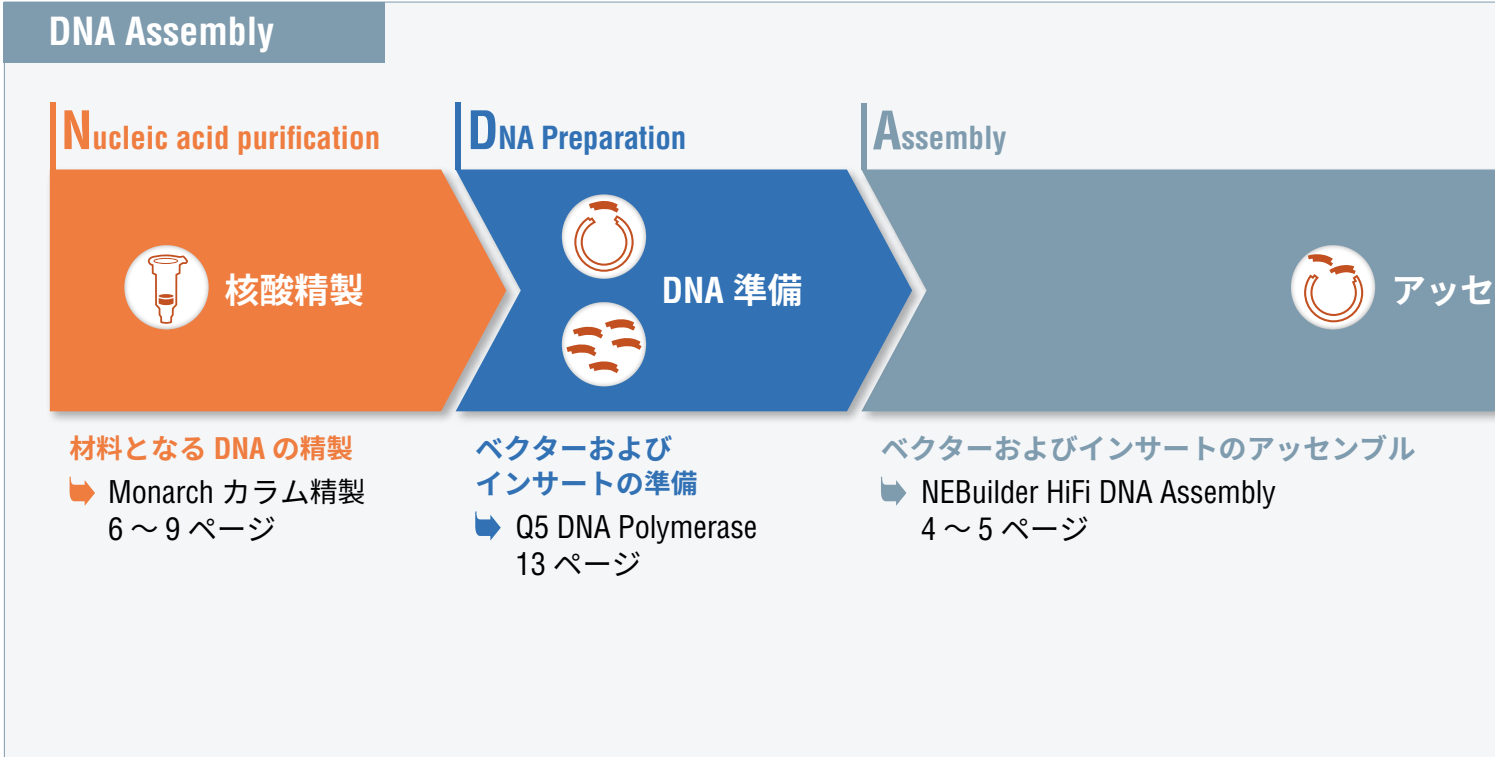 DNA Assembly
Nucleic acid purification
核酸精製
材料となる DNA の精製
Monarch カラム精製
6 ～ 9 ページ
DNA Preparation
DNA 準備
ベクターおよび
インサートの準備
Q5 DNA Polymerase
13 ページ
Assembly
アッセ
ベクターおよびインサートのアッセンブル
NEBuilder HiFi DNA Assembly
4 ～ 5 ページ